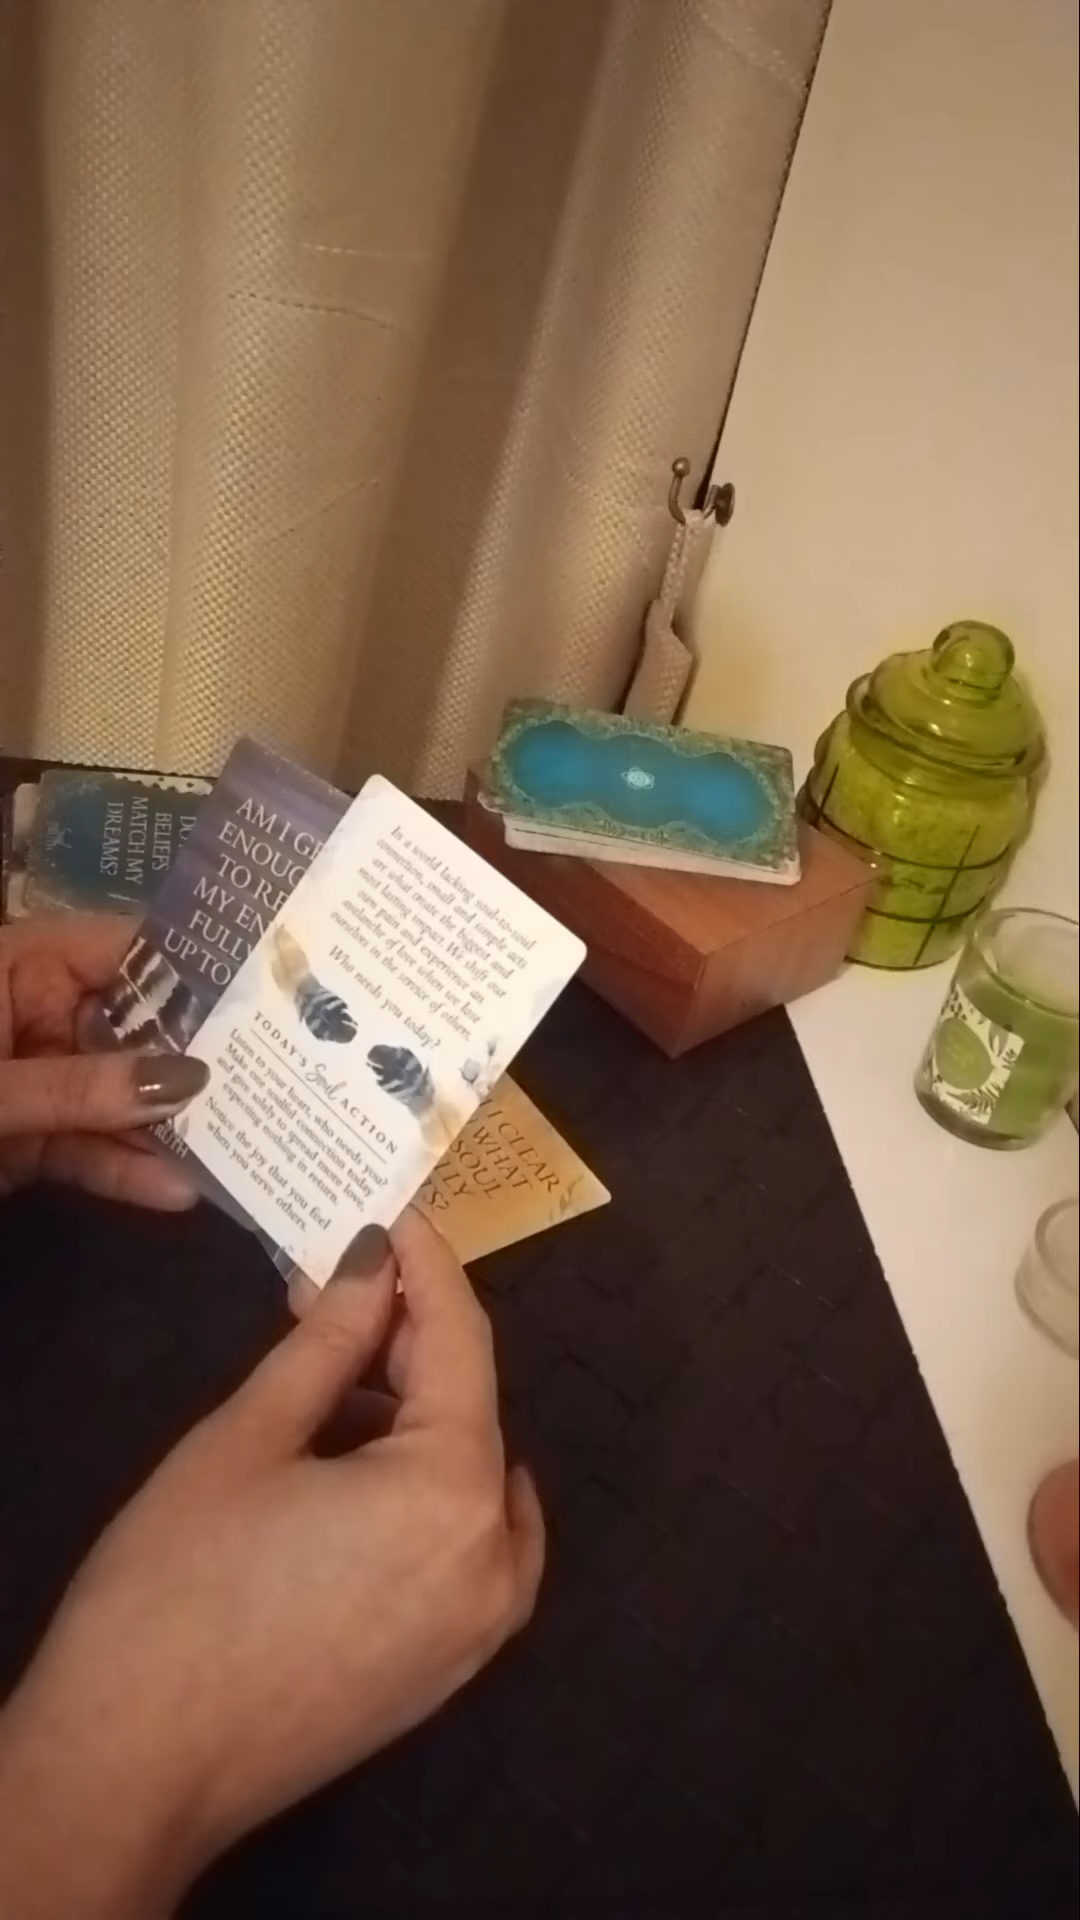 DO
BELIEFS
MATCH MY
DREAMS?
AM I
ENOUG
TO RE
MY EN
FULLY
UP TO
TRUTH
In a world lacking soul-to-soul
connection, small and simple acts
are what create the biggest and
most lasting impact. We shift our
own pain and experience an
avalanche of love when we lose
ourselves in the service of others.
Who needs you today?
TODAY'S Soul ACTION
Listen to your heart, who needs you?
Make one soulful connection today
and give solely to spread more love,
expecting nothing in return.
Notice the joy that you feel
when you serve others.
I CLEAR
WHAT
SOUL
LLY
TS?